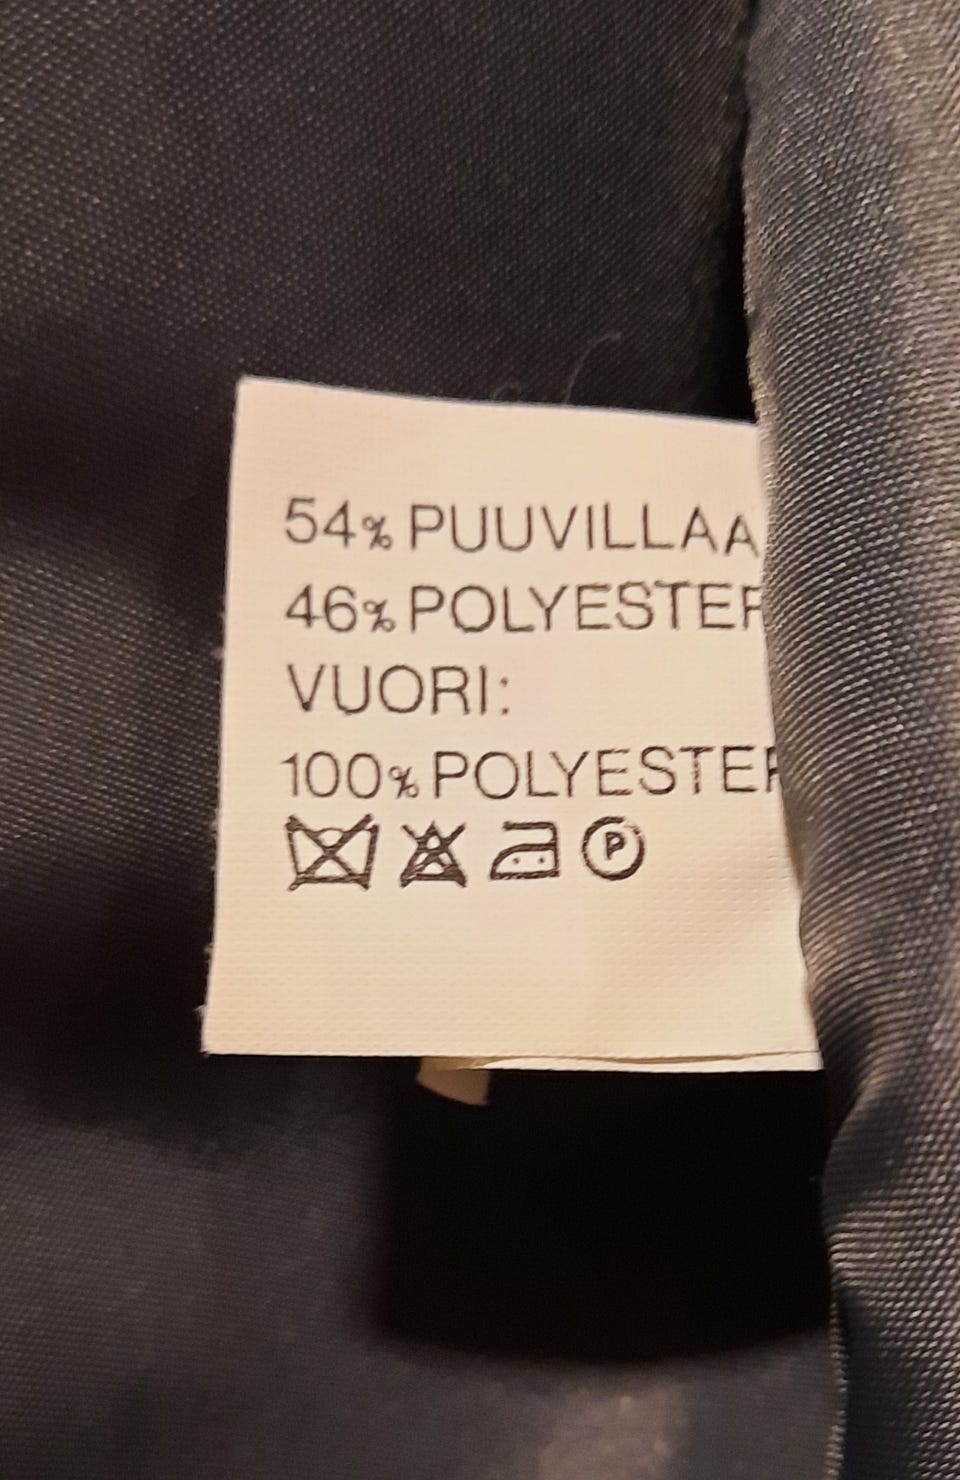 54% PUUVILLAA
46% POLYESTER
VUORI:
100% POLYESTER
P